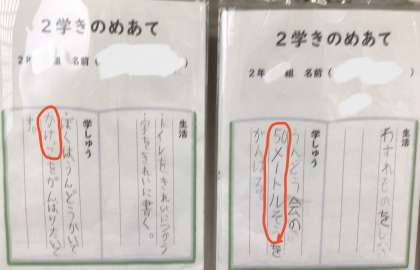 ２学きのめあて
2年 組 名前( )
生活
トイレをきれいにつかう
字をきれいに書く。
学しゅう
ぼくは、うんどうかいで
かけっこをがんばりたいで
す。
２学きのめあて
2年 組 名前( )
生活
わすれものをしない
学しゅう
うんどう会の
50メートルそうを
がんばる。